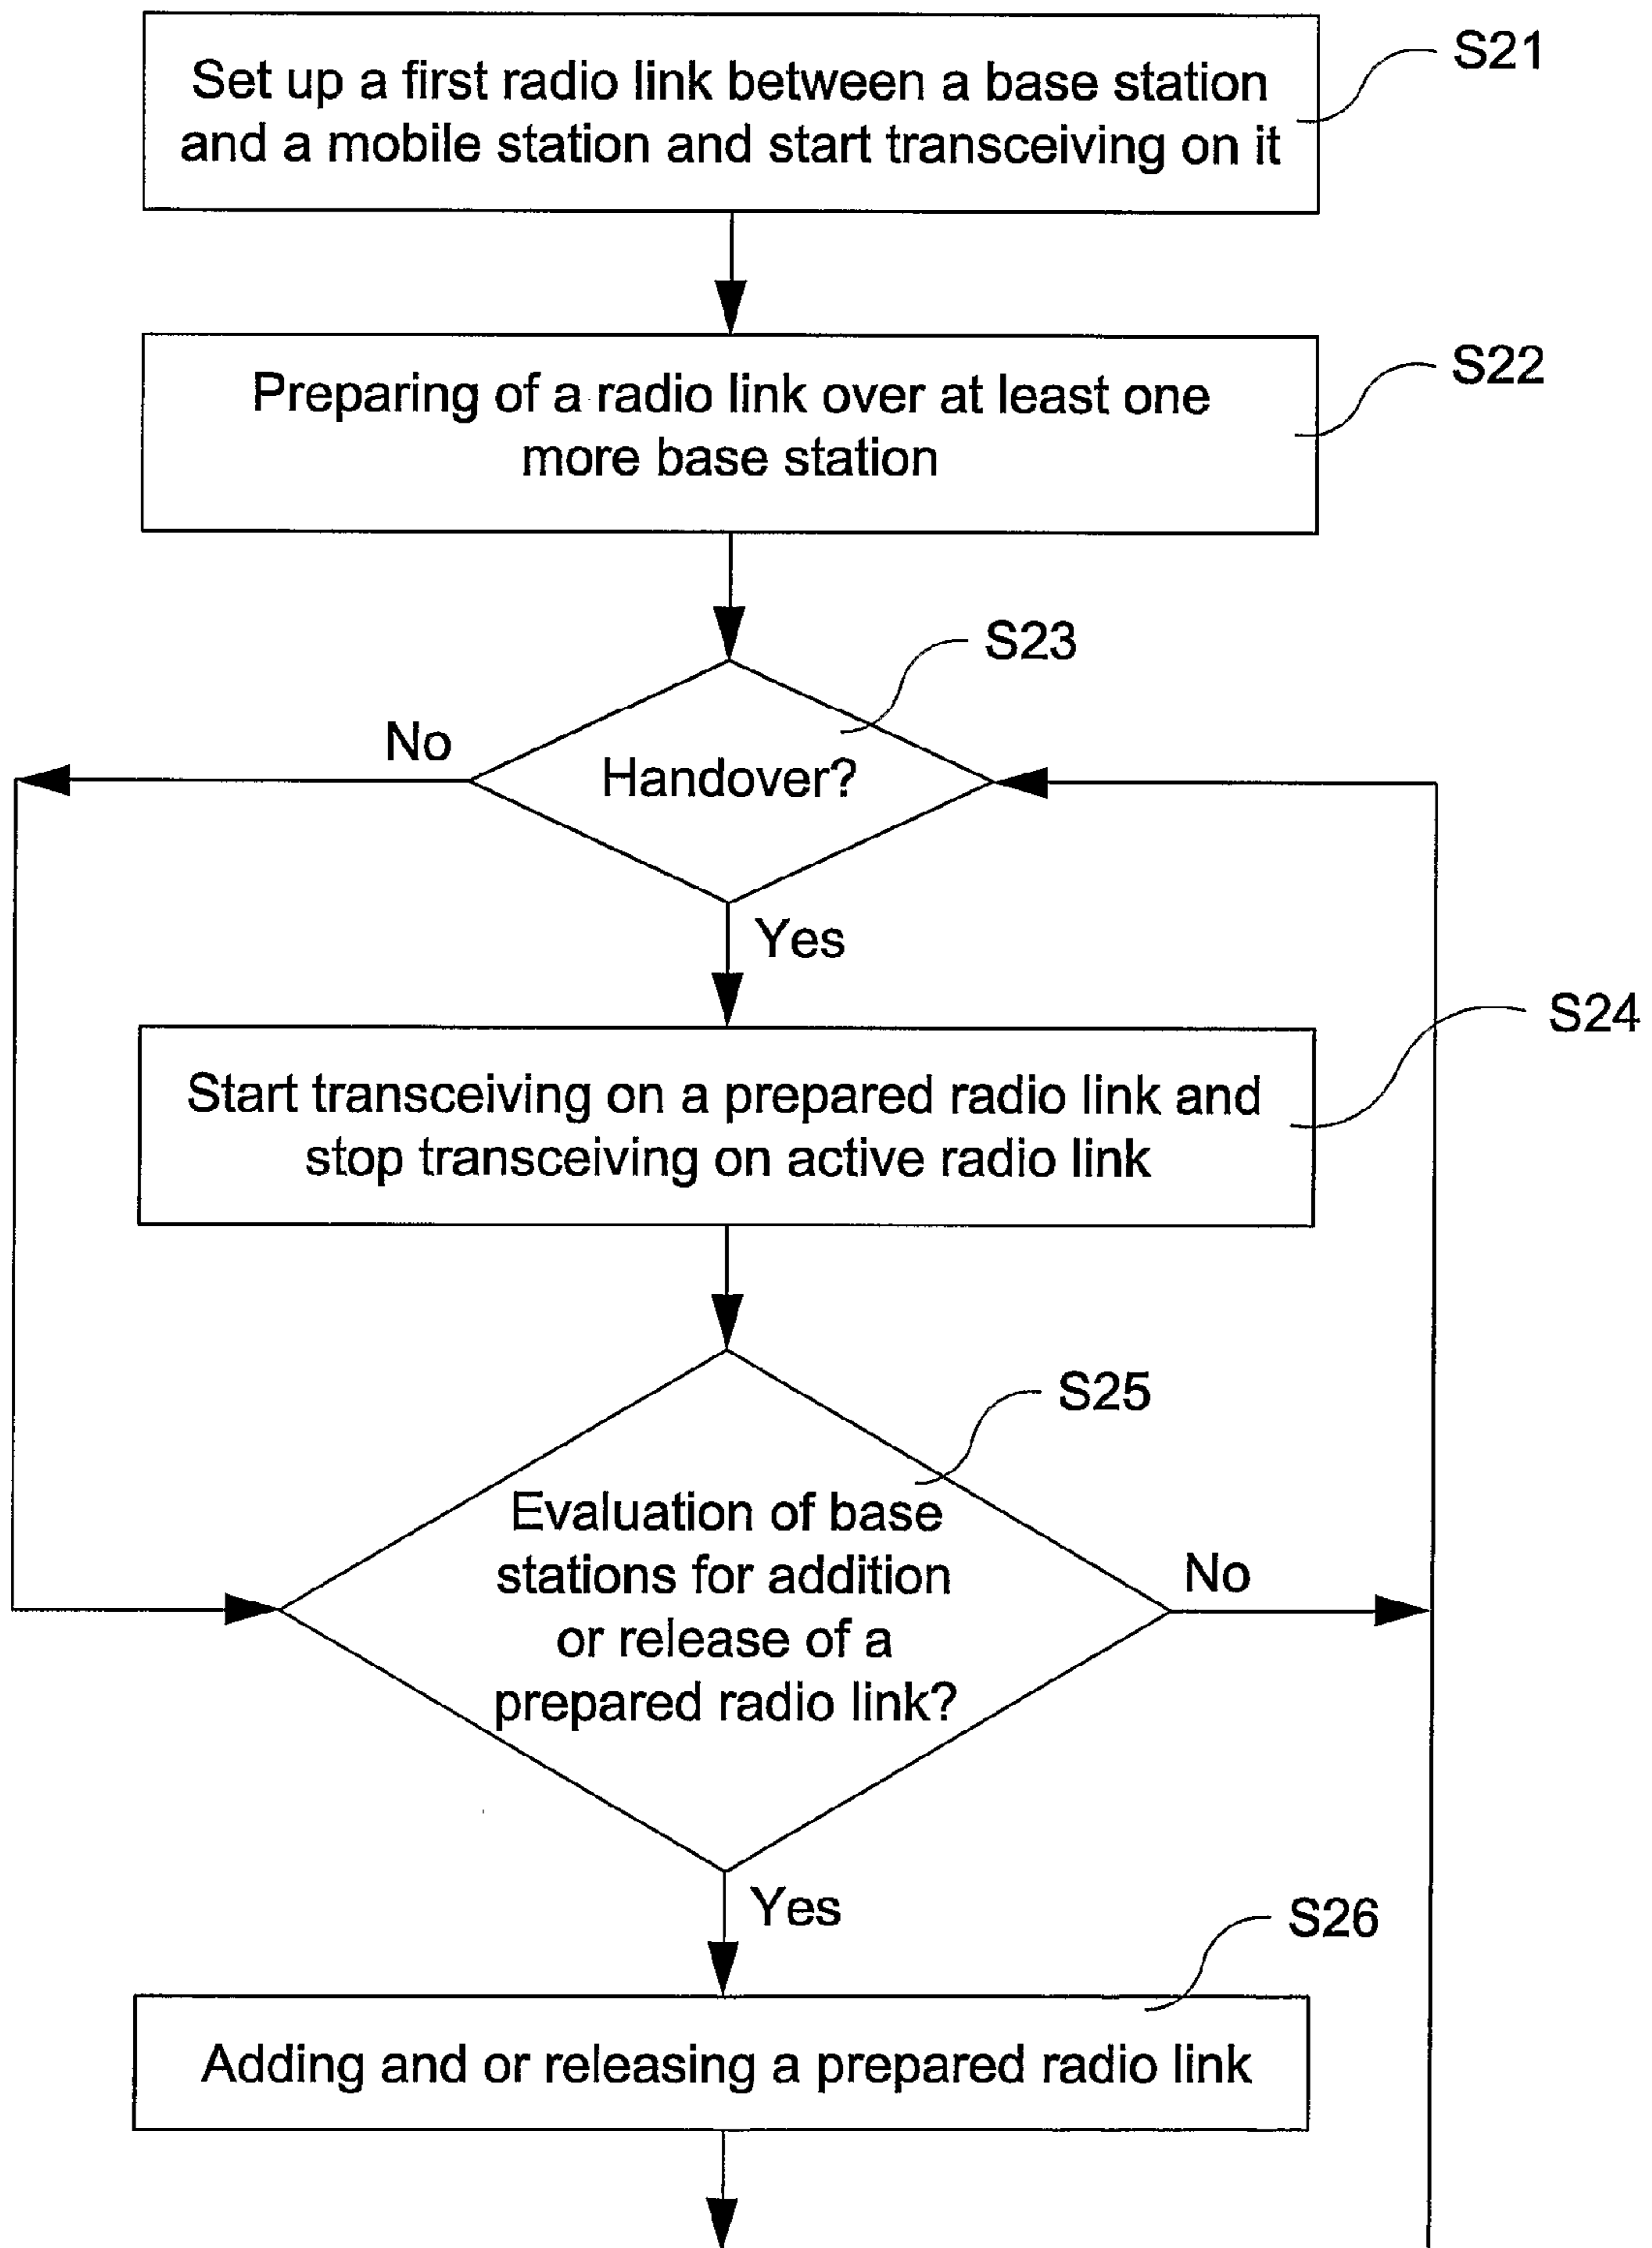 Set up a first radio link between a base station
and a mobile station and start transceiving on it
S21
Preparing of a radio link over at least one
more base station
S22
S23
No
Handover?
Yes
S24
Start transceiving on a prepared radio link and
stop transceiving on active radio link
S25
Evaluation of base
stations for addition
or release of a
prepared radio link?
No
Yes
S26
Adding and or releasing a prepared radio link